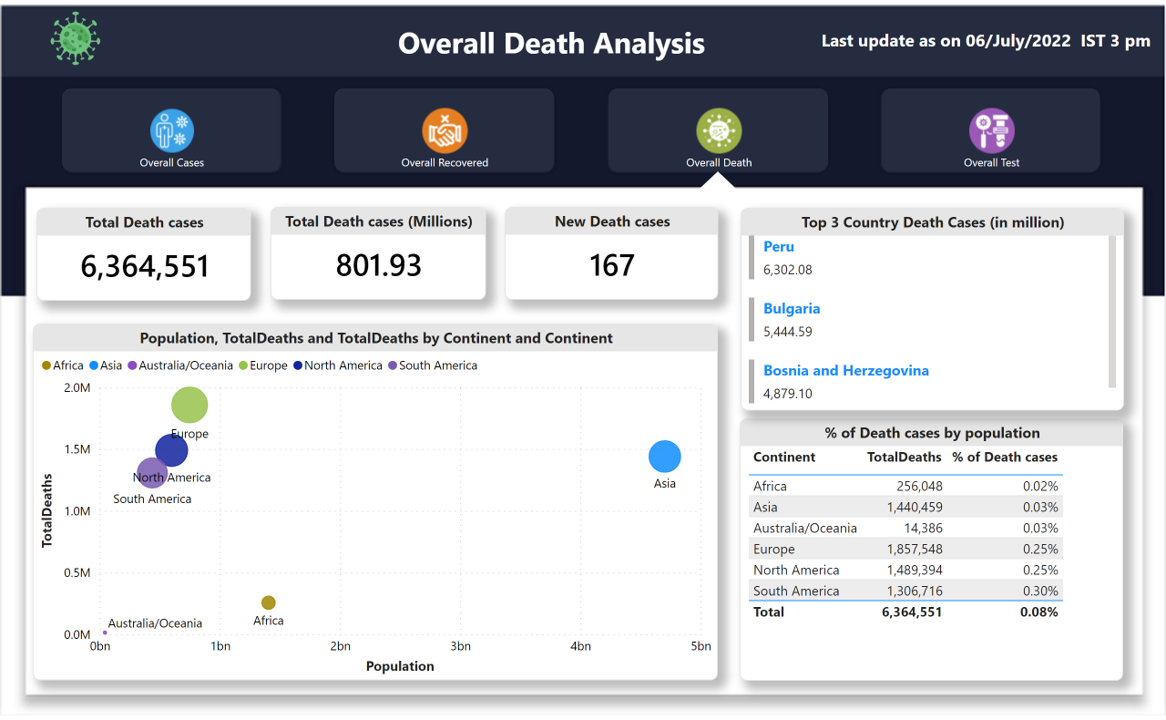 Overall Death Analysis
Last update as on 06/July/2022 IST 3 pm
Overall Cases
Overall Recovered
Overall Death
Overall Test
Total Death cases
6,364,551
Total Death cases (Millions)
801.93
New Death cases
167
Top 3 Country Death Cases (in million)
Peru
6,302.08
Bulgaria
5,444.59
Bosnia and Herzegovina
4,879.10
Population, TotalDeaths and TotalDeaths by Continent and Continent
Africa Asia Australia/Oceania Europe North America South America
TotalDeaths
2.0M
1.5M
1.0M
0.5M
0.0M
Europe
North America
South America
Asia
Africa
Australia/Oceania
0bn 1bn 2bn 3bn 4bn 5bn
Population
% of Death cases by population
Continent TotalDeaths % of Death cases
Africa 256,048 0.02%
Asia 1,440,459 0.03%
Australia/Oceania 14,386 0.03%
Europe 1,857,548 0.25%
North America 1,489,394 0.25%
South America 1,306,716 0.30%
Total 6,364,551 0.08%